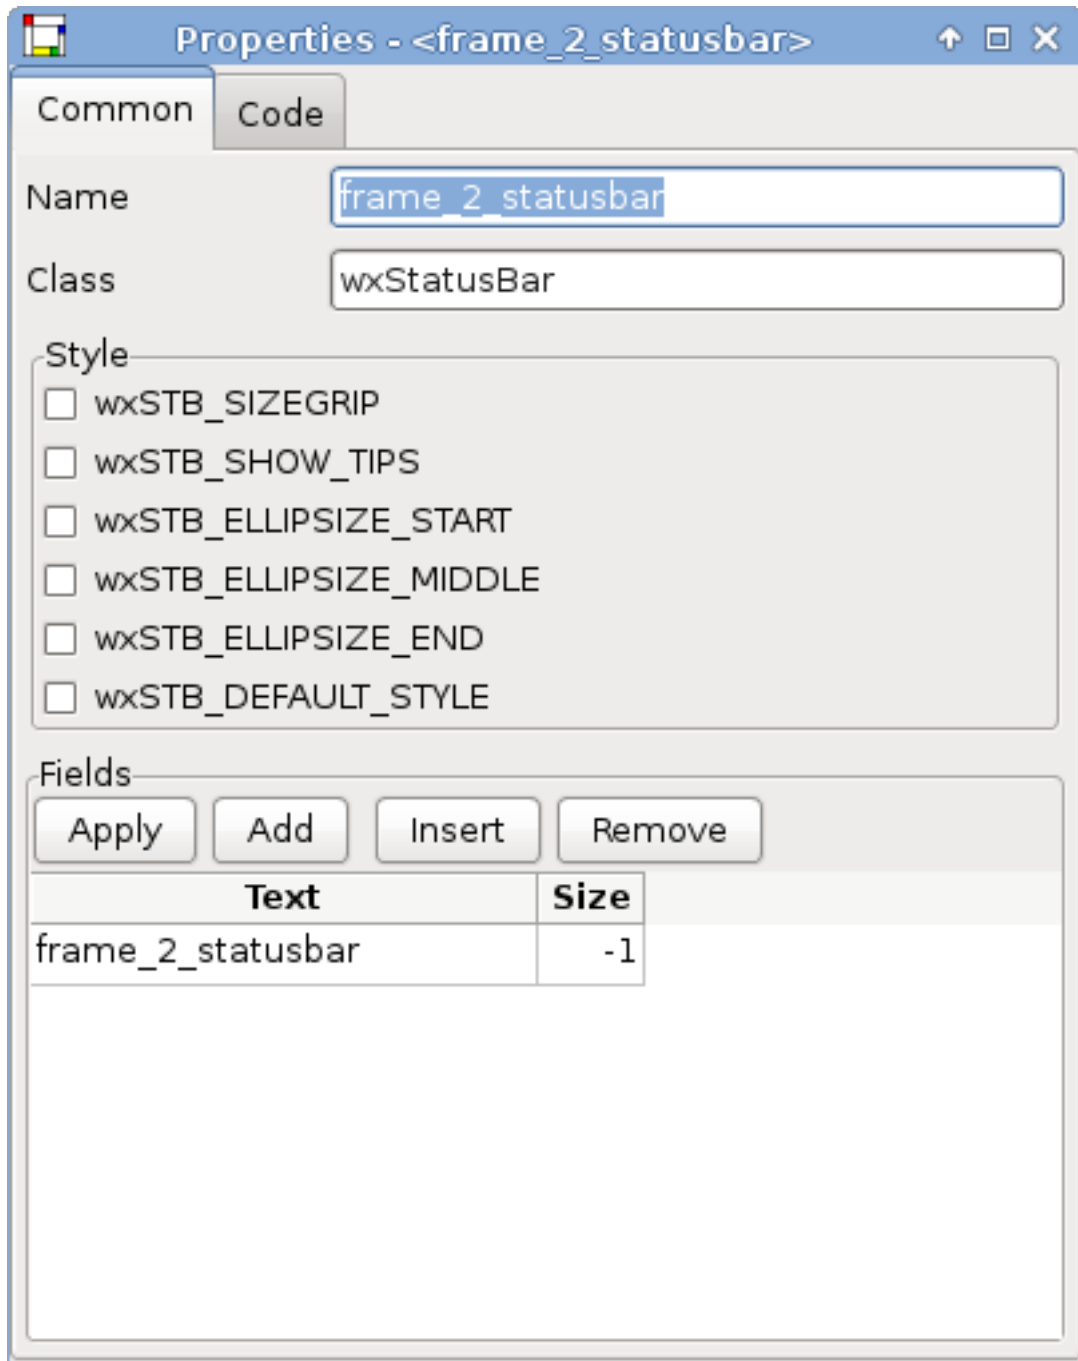 Properties - <frame_2_statusbar>
Common Code
Name frame_2_statusbar
Class wxStatusBar
Style
wxSTB_SIZEGRIP
wxSTB_SHOW_TIPS
wxSTB_ELLIPSIZE_START
wxSTB_ELLIPSIZE_MIDDLE
wxSTB_ELLIPSIZE_END
wxSTB_DEFAULT_STYLE
Fields
Apply Add Insert Remove
Text Size
frame_2_statusbar -1